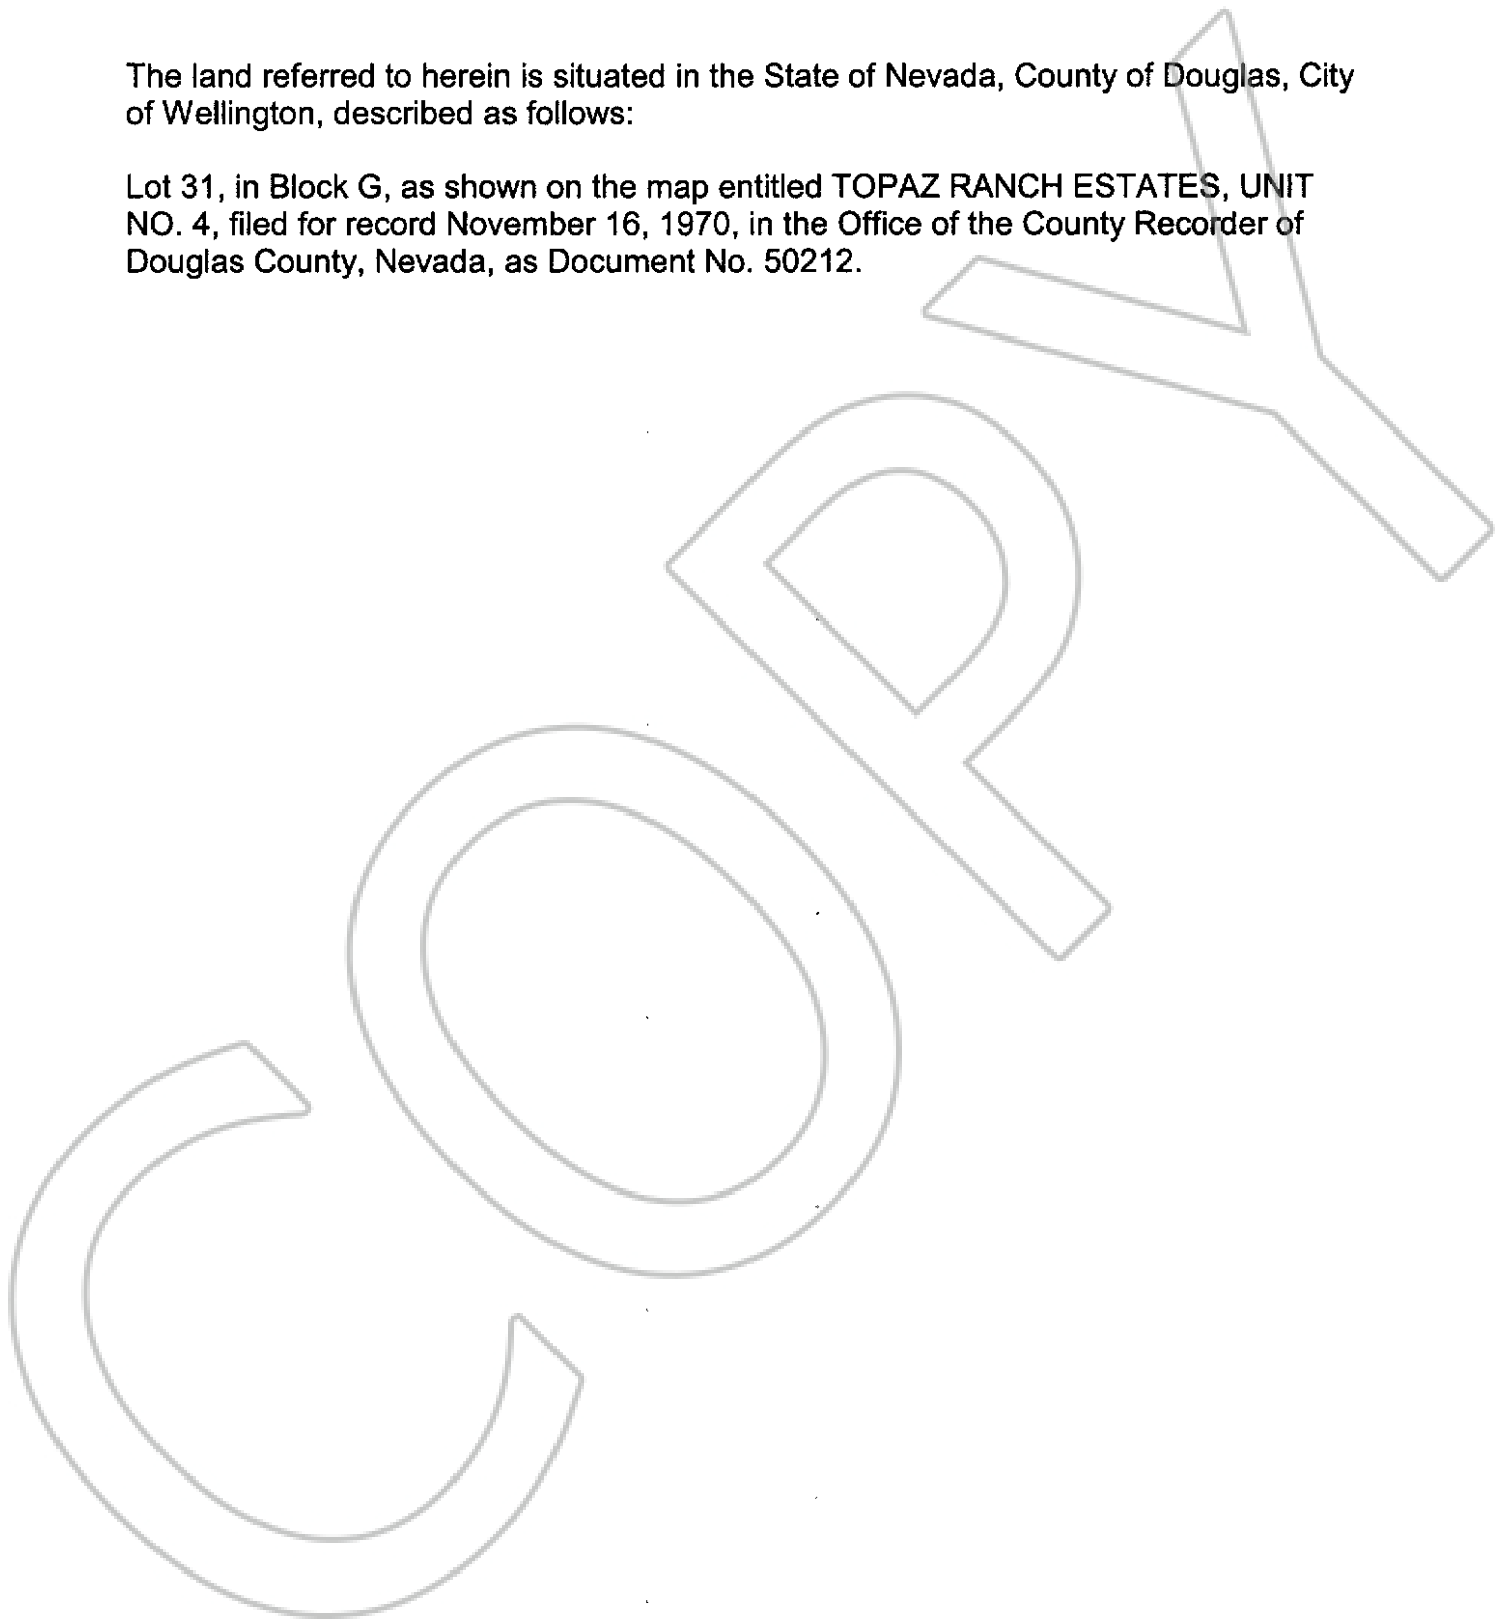 The land referred to herein is situated in the State of Nevada, County of Douglas, City
of Wellington, described as follows:
Lot 31, in Block G, as shown on the map entitled TOPAZ RANCH ESTATES, UNIT
NO. 4, filed for record November 16, 1970, in the Office of the County Recorder of
Douglas County, Nevada, as Document No. 50212.
COPY